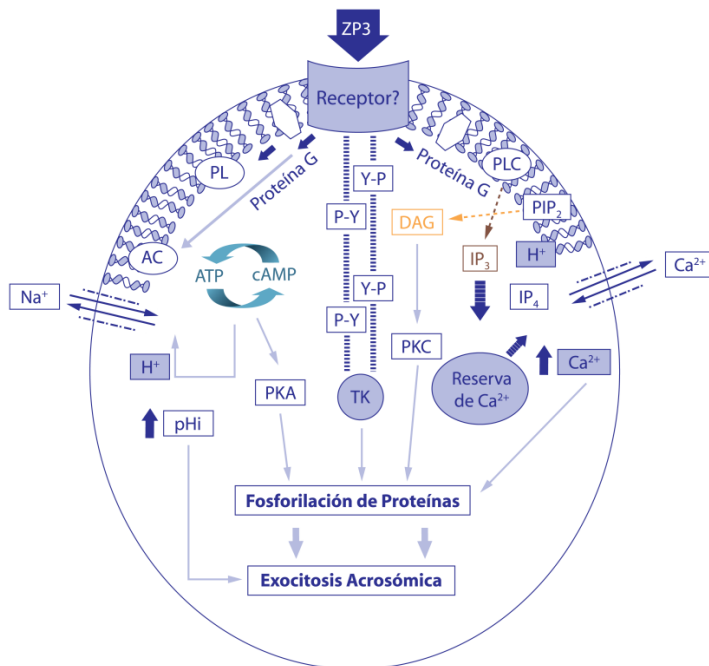 ZP3
Receptor?
PL
Proteína G
Proteína G
PLC
Y-P
P-Y
DAG
PIP₂
AC
ATP
cAMP
IP₃
H⁺
Na⁺
Ca²⁺
Y-P
IP₄
P-Y
PKC
H⁺
PKA
TK
Reserva
de Ca²⁺
Ca²⁺
pHi
Fosforilación de Proteínas
Exocitosis Acrosómica